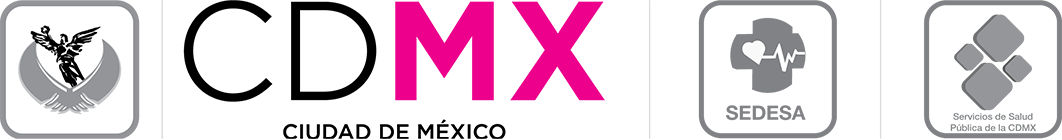 CDMX
CIUDAD DE MÉXICO
SEDESA
Servicios de Salud
Pública de la CDMX